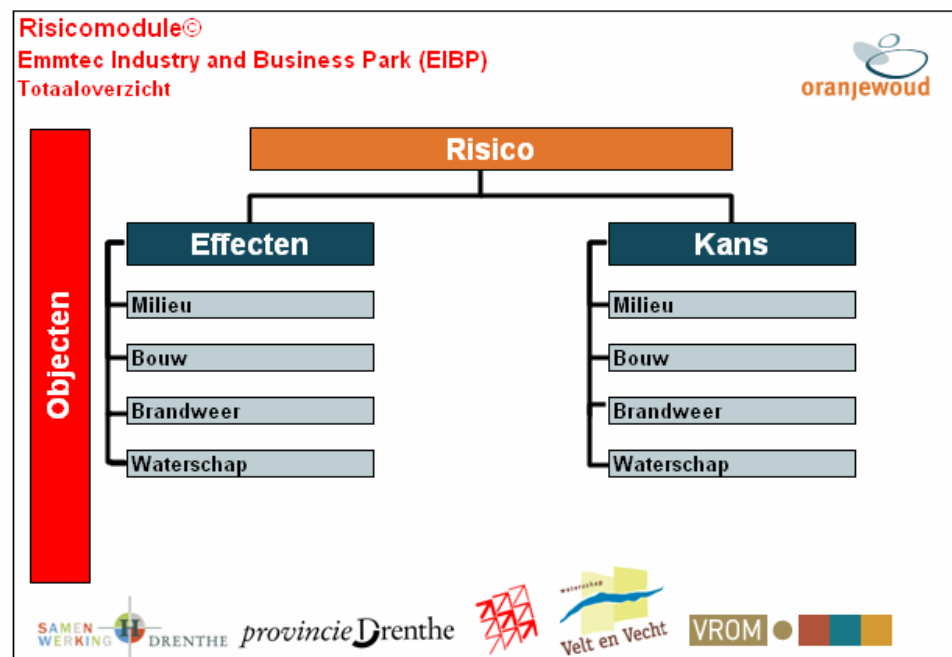 Risicomodule©
Emmtec Industry and Business Park (EIBP)
Totaaloverzicht
oranjewoud
Objecten
Risico
Effecten
Milieu
Bouw
Brandweer
Waterschap
Kans
Milieu
Bouw
Brandweer
Waterschap
SAMEN
WERKING H DRENTHE
provincie Drenthe
waterschap
Velt en Vecht
VROM